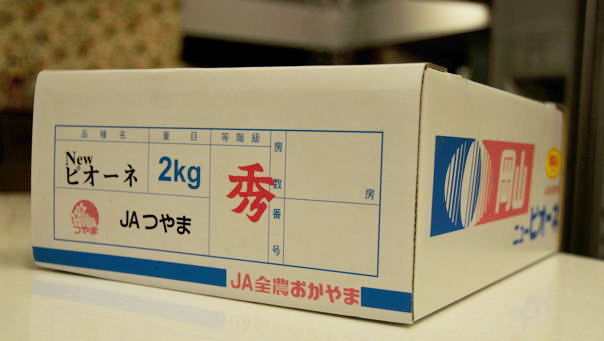 品種名
量目
等階級
房数
房
New
ピオーネ
2kg
秀
番号
つやま
JAつやま
JA全農おかやま
岡山
ニューピオーネ